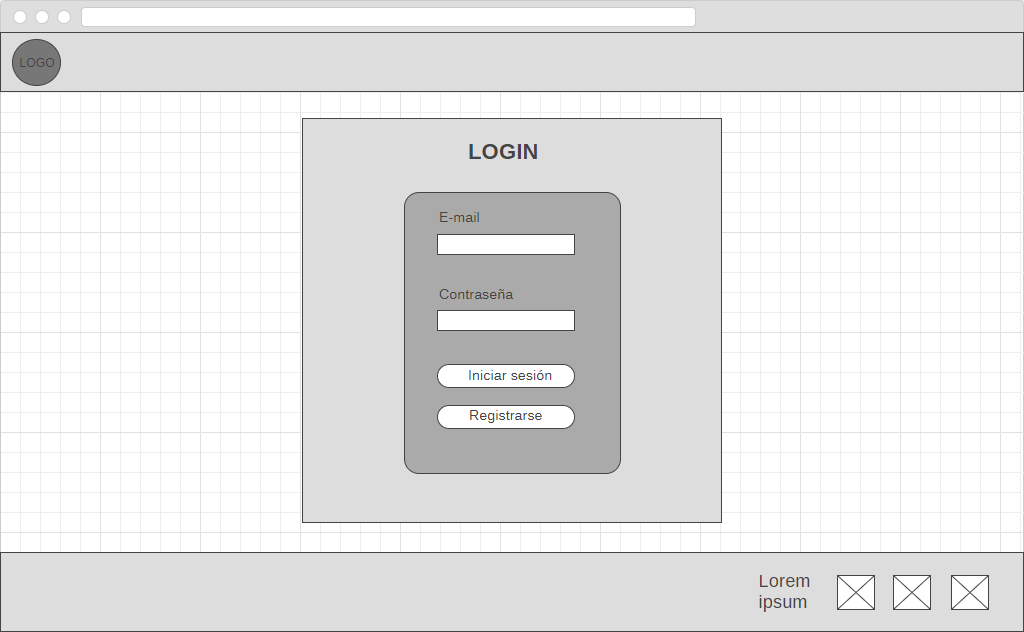 LOGO
LOGIN
E-mail
Contraseña
Iniciar sesión
Registrarse
Lorem
ipsum